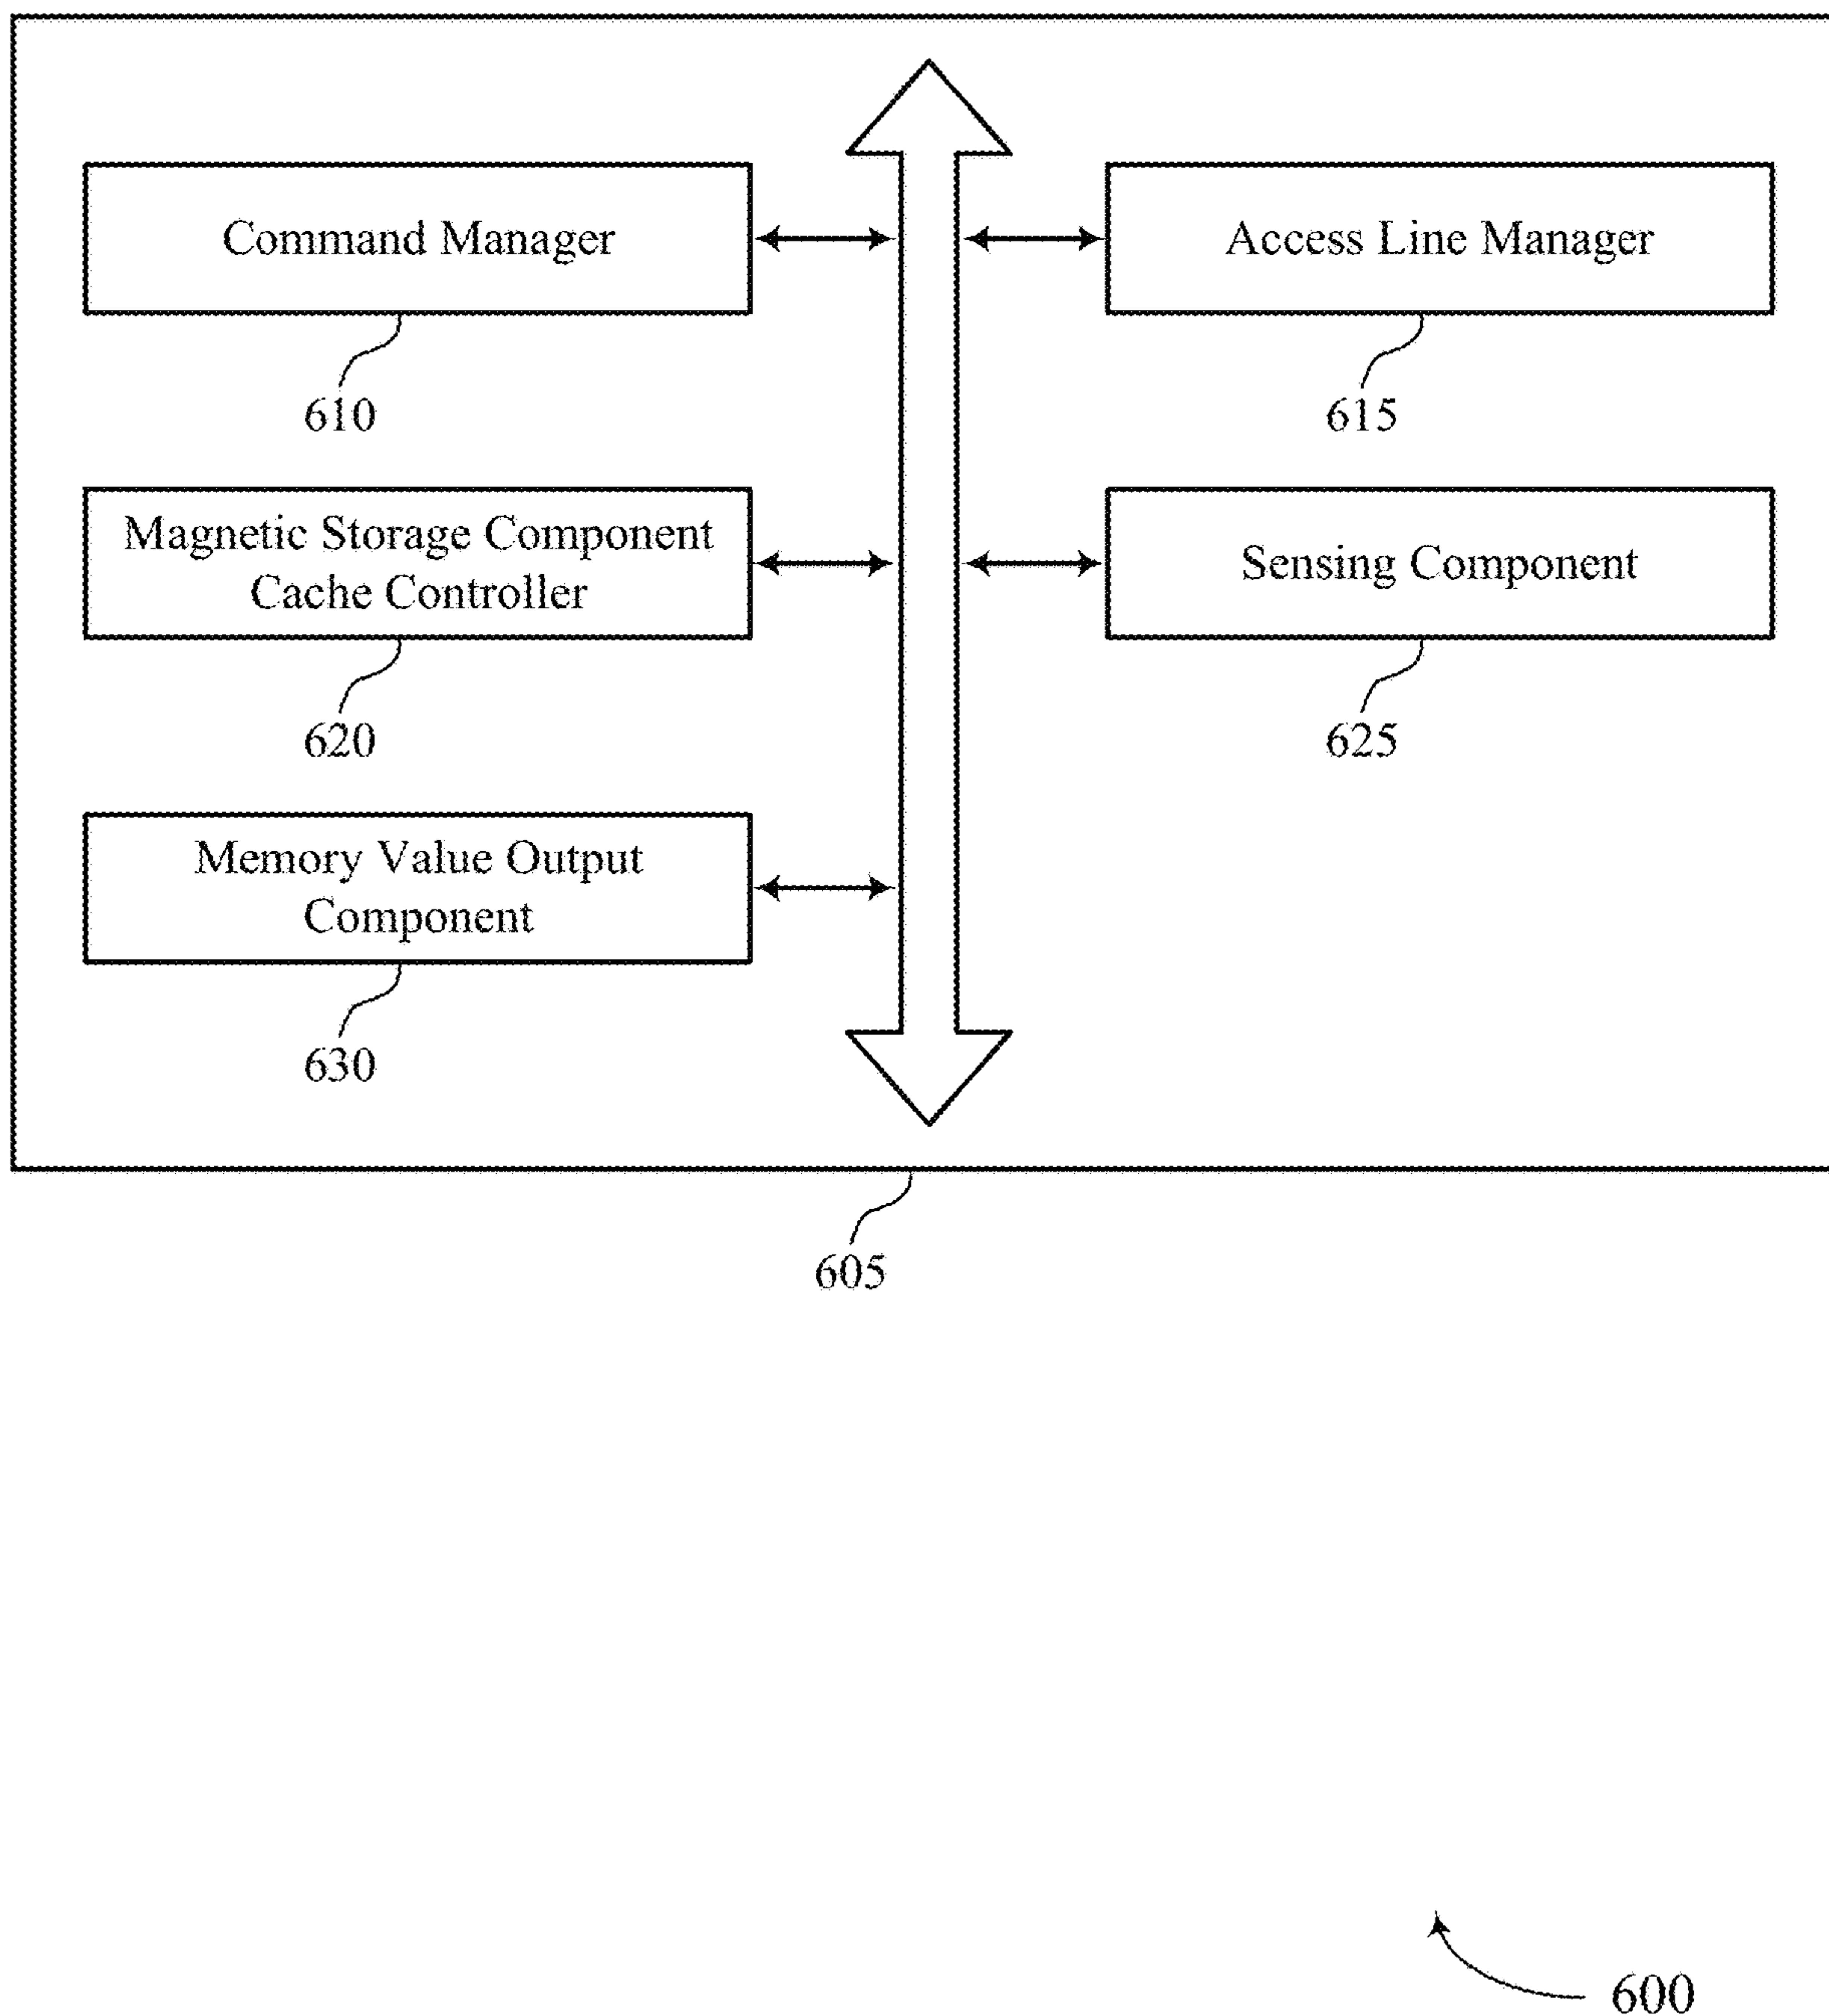 Command Manager
610
Access Line Manager
615
Magnetic Storage Component
Cache Controller
620
Sensing Component
625
Memory Value Output
Component
630
605
600